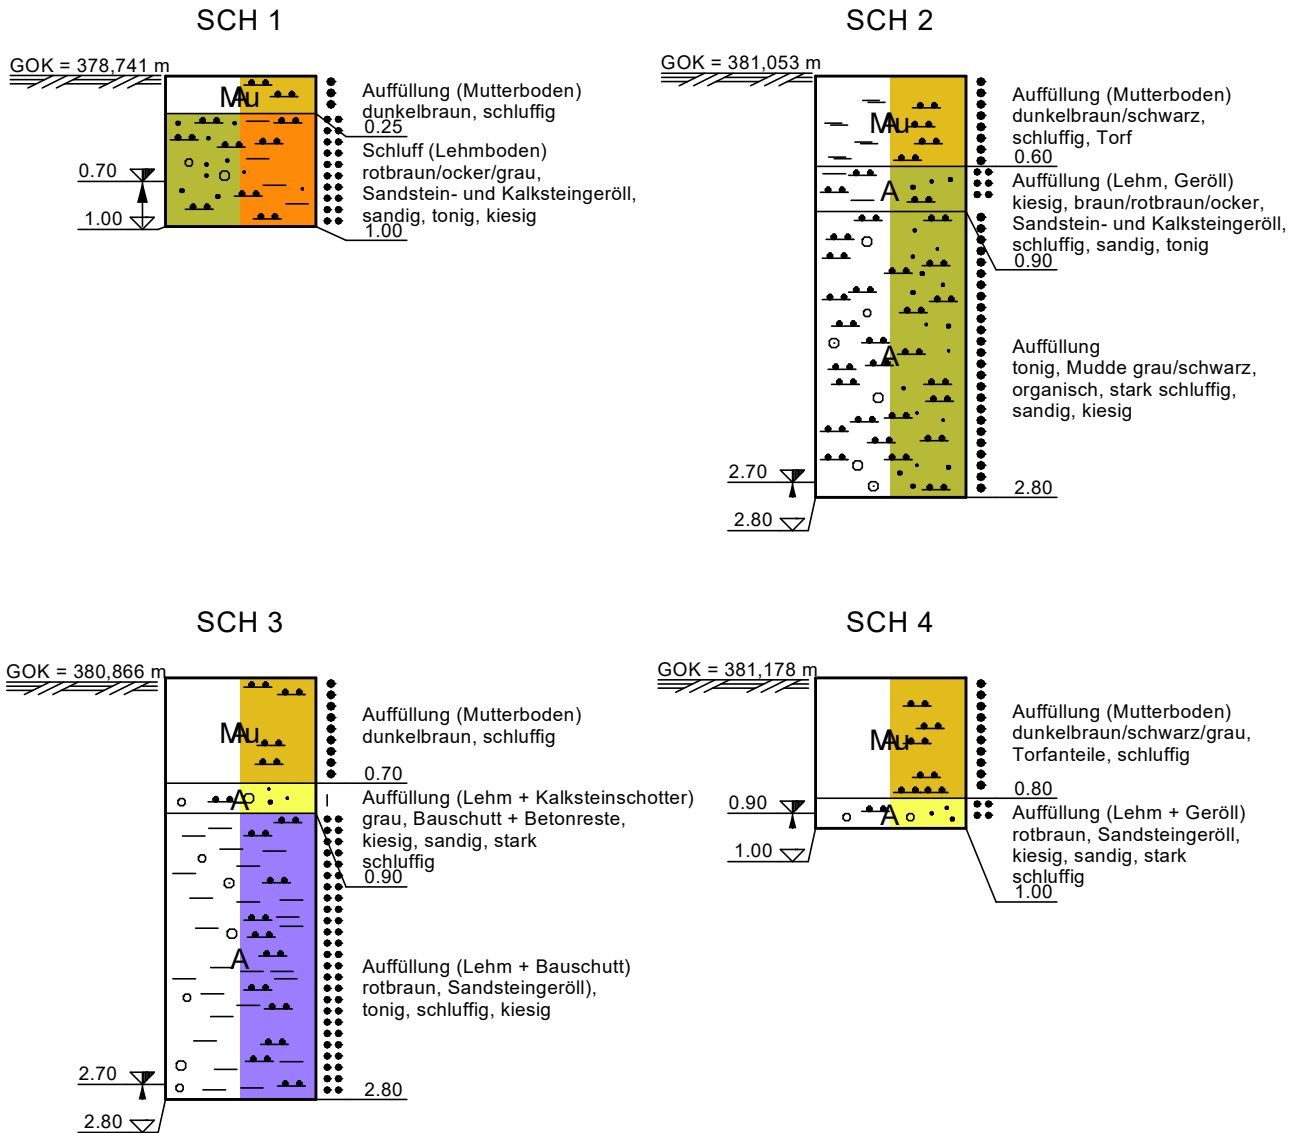 SCH 1
GOK = 378,741 m
Mu
A
Auffüllung (Mutterboden)
dunkelbraun, schluffig
0.25
Schluff (Lehmboden)
rotbraun/ocker/grau,
Sandstein- und Kalksteingeröll,
sandig, tonig, kiesig
1.00
0.70
1.00
SCH 2
GOK = 381,053 m
Mu
A
Auffüllung (Mutterboden)
dunkelbraun/schwarz,
schluffig, Torf
0.60
A
Auffüllung (Lehm, Geröll)
kiesig, braun/rotbraun/ocker,
Sandstein- und Kalksteingeröll,
schluffig, sandig, tonig
0.90
A
Auffüllung
tonig, Mudde grau/schwarz,
organisch, stark schluffig,
sandig, kiesig
2.80
2.70
2.80
SCH 3
GOK = 380,866 m
Mu
A
Auffüllung (Mutterboden)
dunkelbraun, schluffig
0.70
A
Auffüllung (Lehm + Kalksteinschotter)
grau, Bauschutt + Betonreste,
kiesig, sandig, stark
schluffig
0.90
A
Auffüllung (Lehm + Bauschutt)
rotbraun, Sandsteingeröll),
tonig, schluffig, kiesig
2.80
2.70
2.80
SCH 4
GOK = 381,178 m
Mu
A
Auffüllung (Mutterboden)
dunkelbraun/schwarz/grau,
Torfanteile, schluffig
0.80
A
Auffüllung (Lehm + Geröll)
rotbraun, Sandsteingeröll,
kiesig, sandig, stark
schluffig
1.00
0.90
1.00